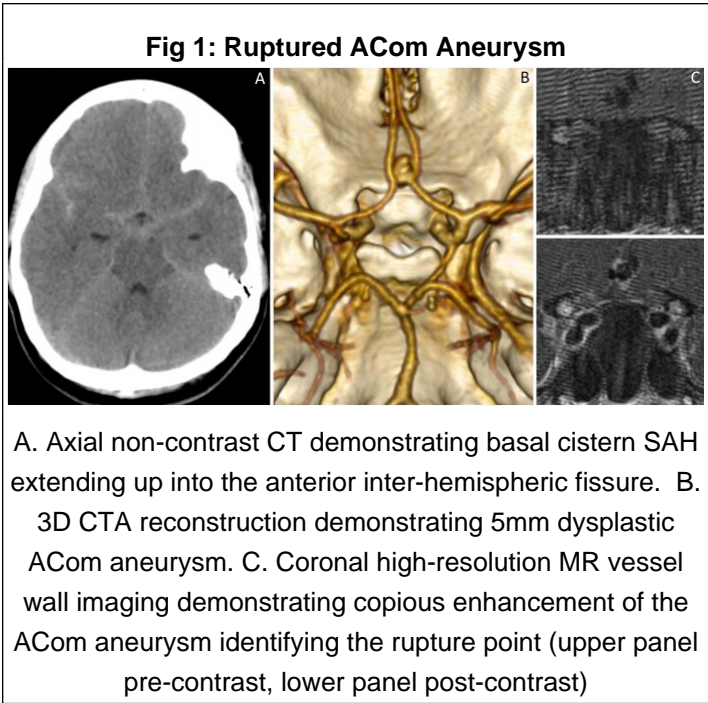 Fig 1: Ruptured ACom Aneurysm
A
B
C
A. Axial non-contrast CT demonstrating basal cistern SAH
extending up into the anterior inter-hemispheric fissure.  B.
3D CTA reconstruction demonstrating 5mm dysplastic
ACom aneurysm. C. Coronal high-resolution MR vessel
wall imaging demonstrating copious enhancement of the
ACom aneurysm identifying the rupture point (upper panel
pre-contrast, lower panel post-contrast)